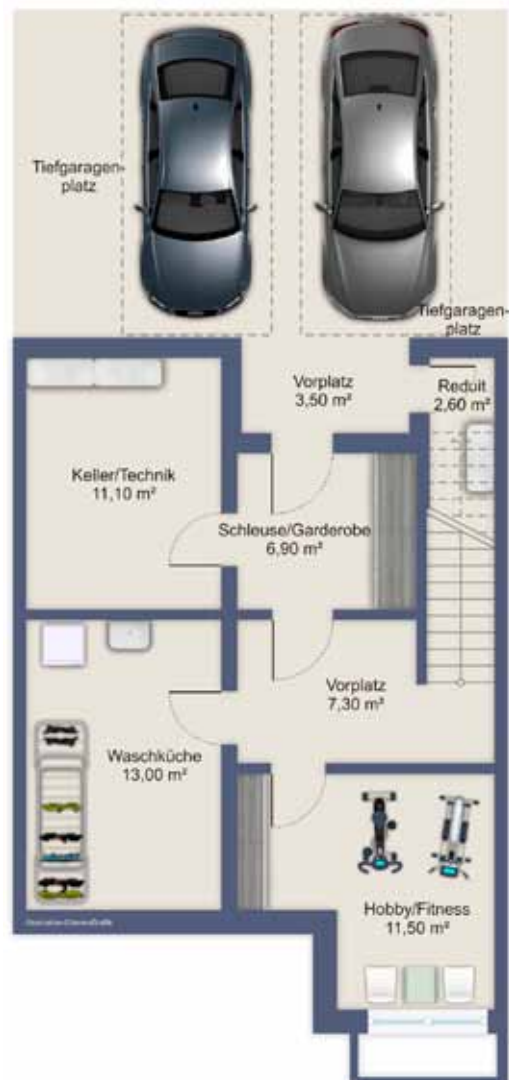 Tiefgaragen-
platz
Tiefgaragen-
platz
Vorplatz
3,50 m²
Reduit
2,60 m²
Keller/Technik
11,10 m²
Schleuse/Garderobe
6,90 m²
Vorplatz
7,30 m²
Waschküche
13,00 m²
Hobby/Fitness
11,50 m²